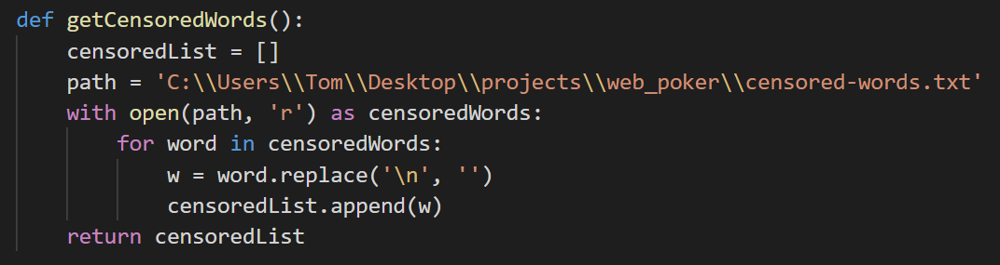 def getCensoredWords():
    censoredList = []
    path = 'C:\\Users\\Tom\\Desktop\\projects\\web_poker\\censored-words.txt'
    with open(path, 'r') as censoredWords:
        for word in censoredWords:
            w = word.replace('\n', '')
            censoredList.append(w)
    return censoredList